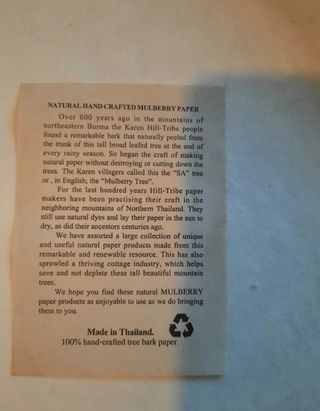 NATURAL HAND CRAFTED MULBERRY PAPER
Over 600 years ago in the mountains of
northeastern Burma the Karen Hill-Tribe people
found a remarkable bark that naturally peeled from
the trunk of this tall broad leafed tree at the end of
every rainy season. So began the craft of making
natural paper without destroying or cutting down the
trees. The Karen villagers called this the "SA" tree
or , in English, the "Mulberry Tree".
For the last hundred years Hill-Tribe paper
makers have been practising their craft in the
neighboring mountains of Northern Thailand. They
still use natural dyes and lay their paper in the sun to
dry, as did their ancestors centuries ago.
We have assorted a large collection of unique
and useful natural paper products made from this
remarkable and renewable resource. This has also
sprawled a thriving cottage industry, which helps
save and not deplete these tall beautiful mountain
trees.
We hope you find these natural MULBERRY
paper products as enjoyable to use as we do bringing
them to you.
Made in Thailand.
100% hand-crafted tree bark paper.